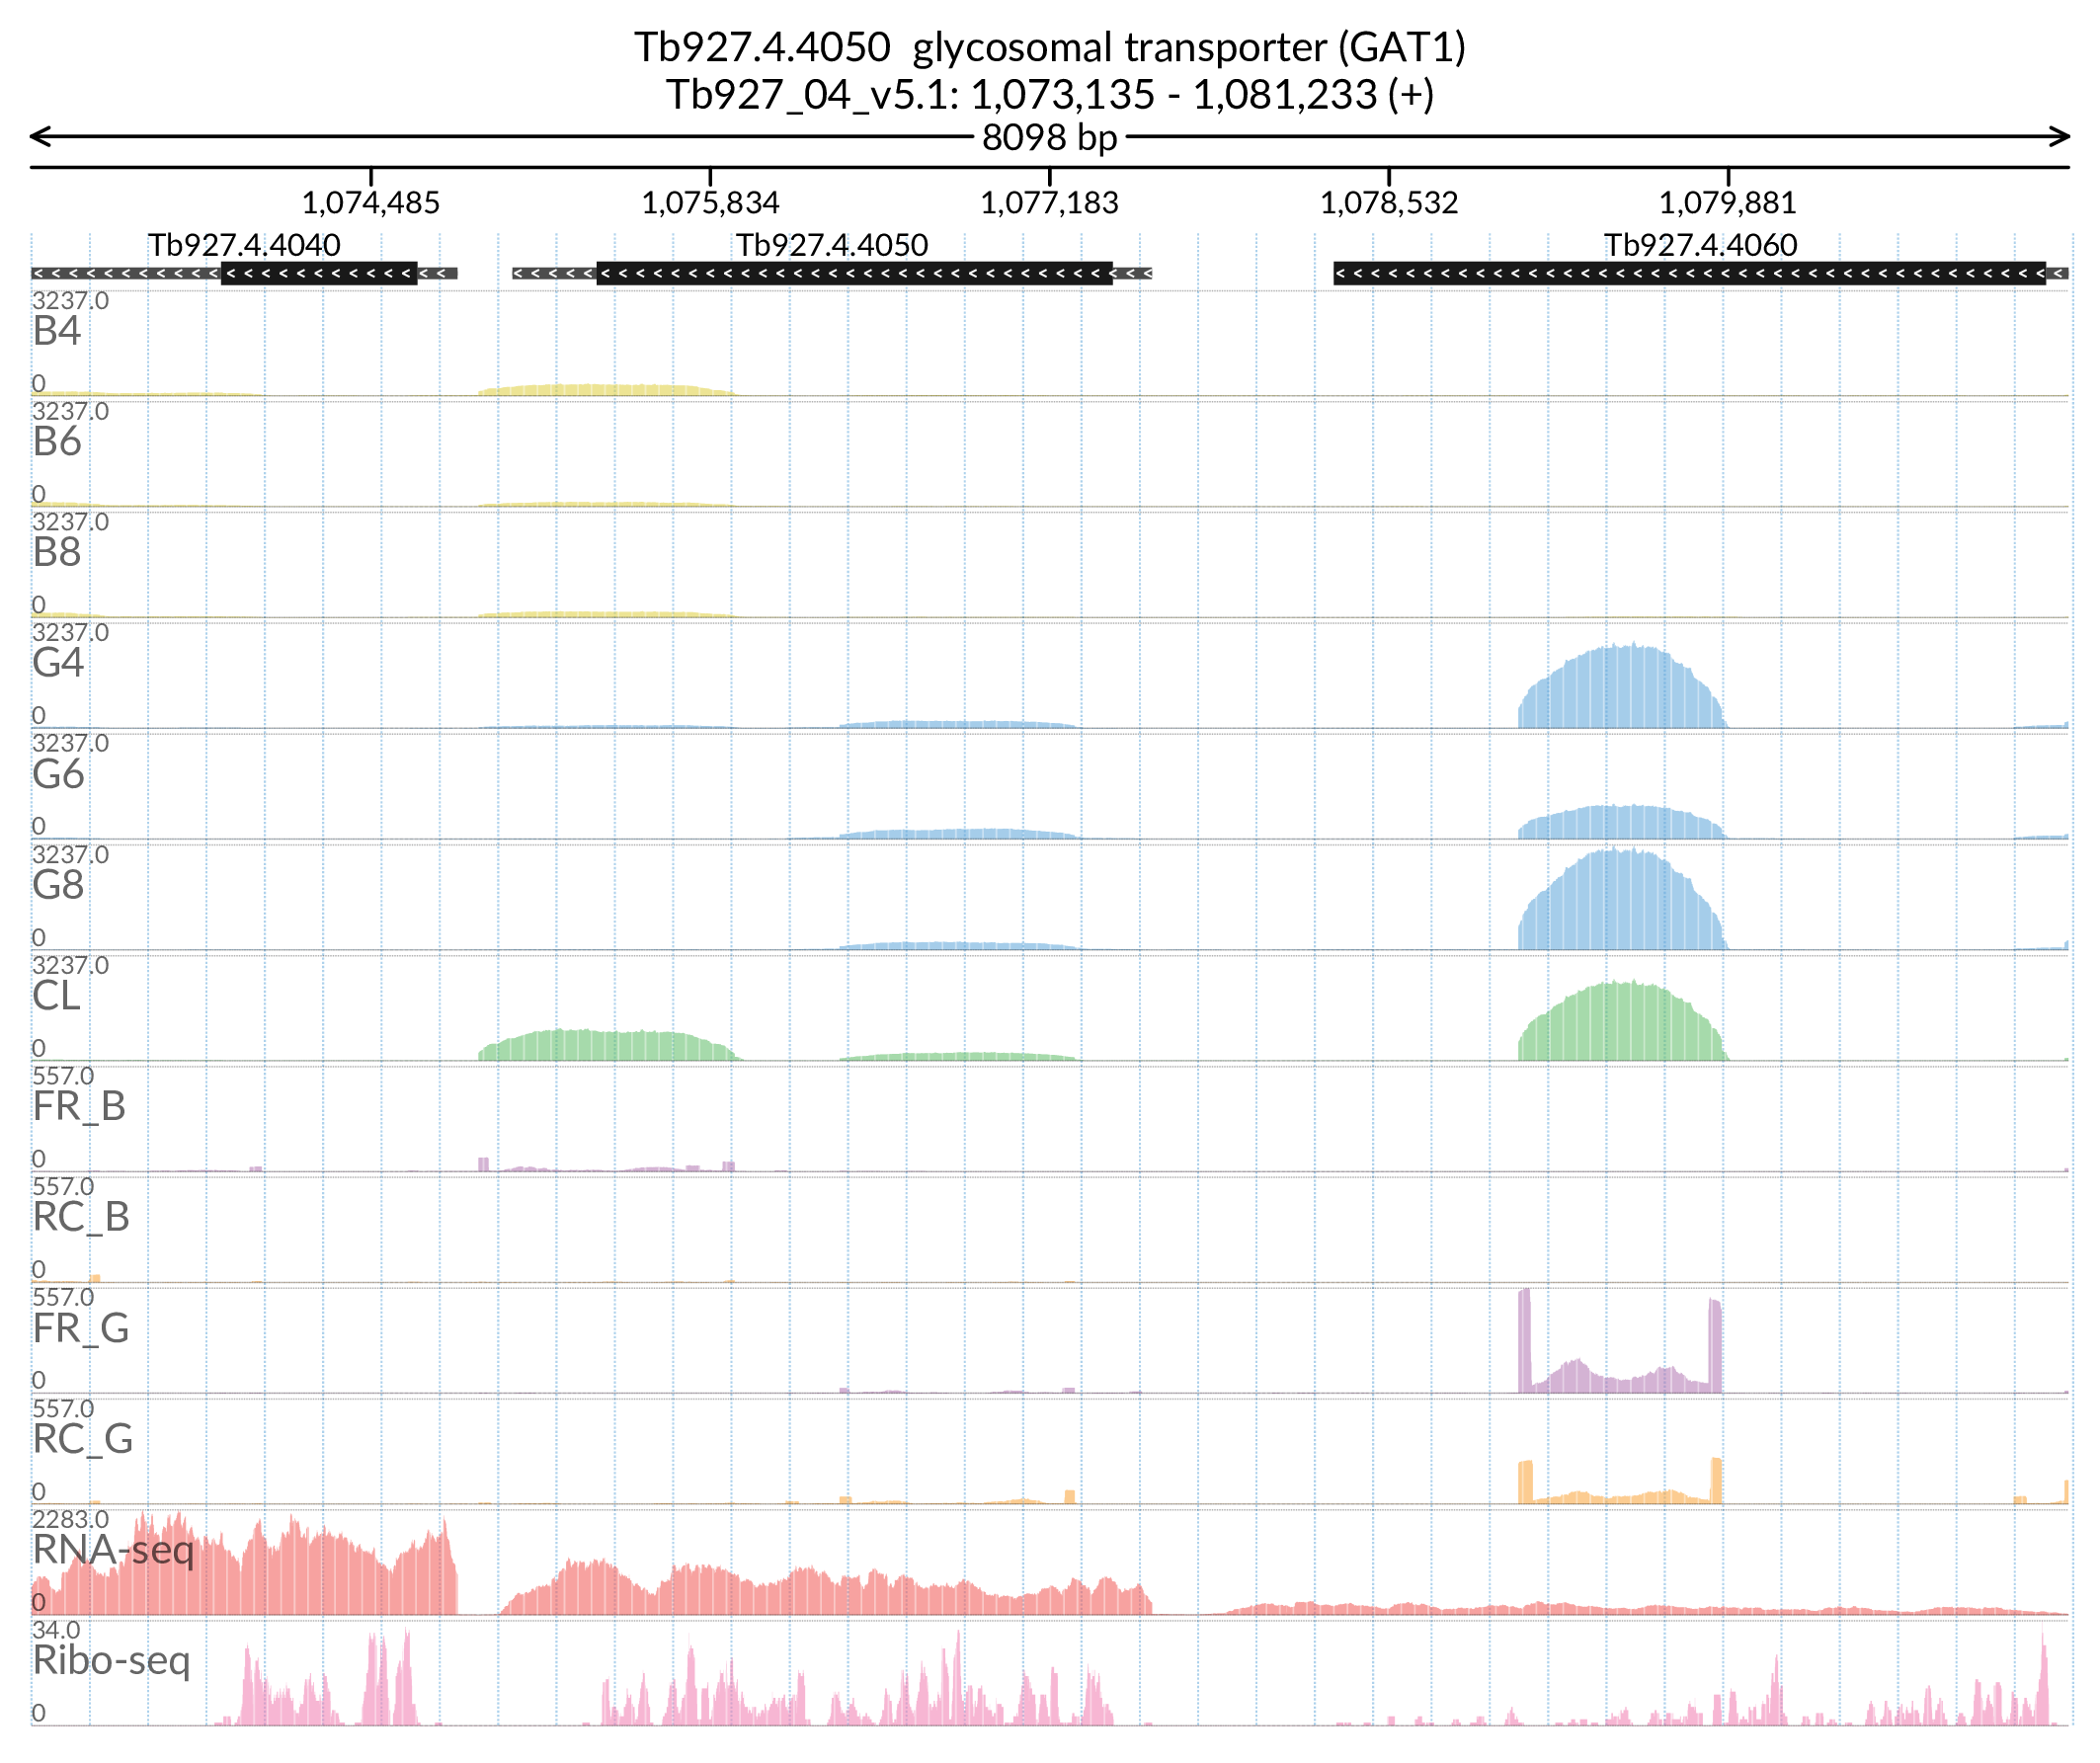 Tb927.4.4050  glycosomal transporter (GAT1)
Tb927_04_v5.1: 1,073,135 - 1,081,233 (+)
8098 bp
1,074,485 1,075,834 1,077,183 1,078,532 1,079,881
Tb927.4.4040 Tb927.4.4050 Tb927.4.4060
3237.0
B4
0
3237.0
B6
0
3237.0
B8
0
3237.0
G4
0
3237.0
G6
0
3237.0
G8
0
3237.0
CL
0
557.0
FR_B
0
557.0
RC_B
0
557.0
FR_G
0
557.0
RC_G
0
2283.0
RNA-seq
0
34.0
Ribo-seq
0